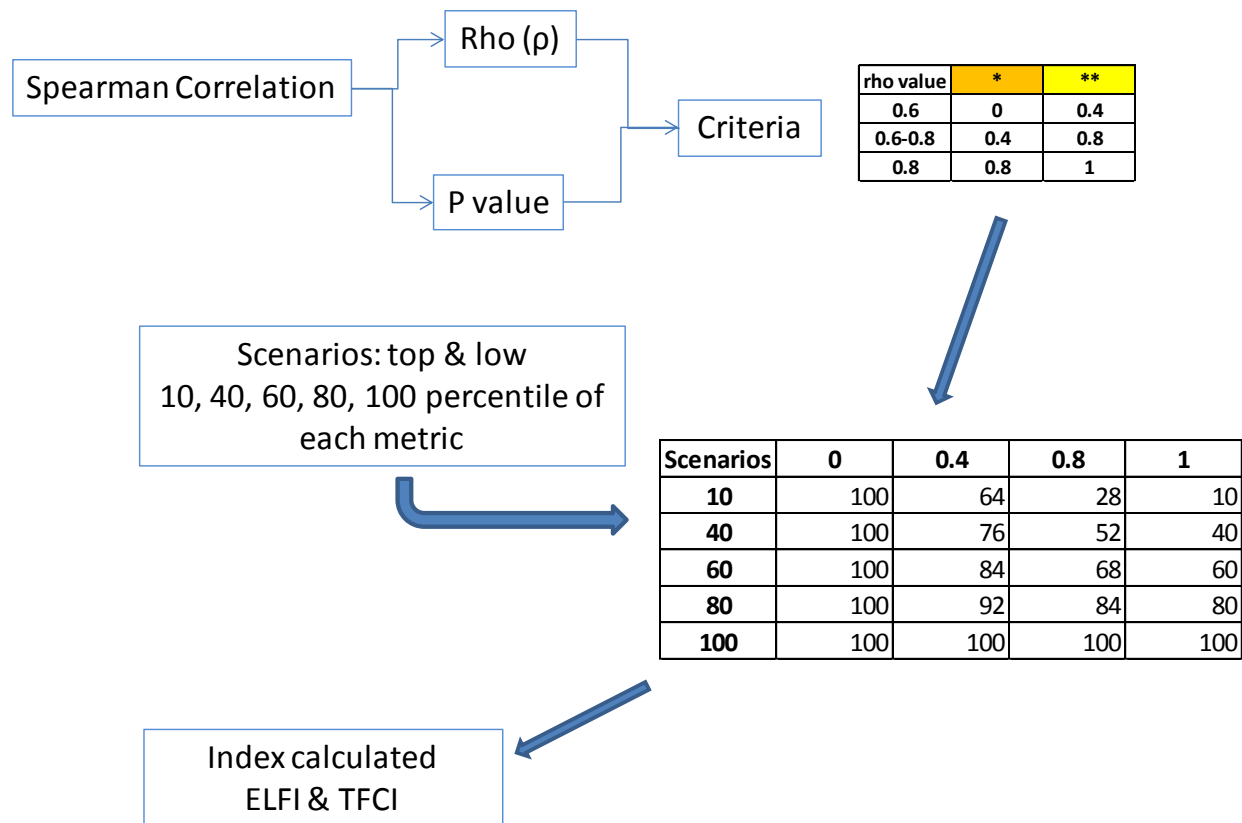 Rho (ρ)
Spearman Correlation
Criteria
P value
rho value * **
0.6 0 0.4
0.6-0.8 0.4 0.8
0.8 0.8 1
Scenarios: top & low
10, 40, 60, 80, 100 percentile of
each metric
Scenarios 0 0.4 0.8 1
10 100 64 28 10
40 100 76 52 40
60 100 84 68 60
80 100 92 84 80
100 100 100 100 100
Index calculated
ELFI & TFCI